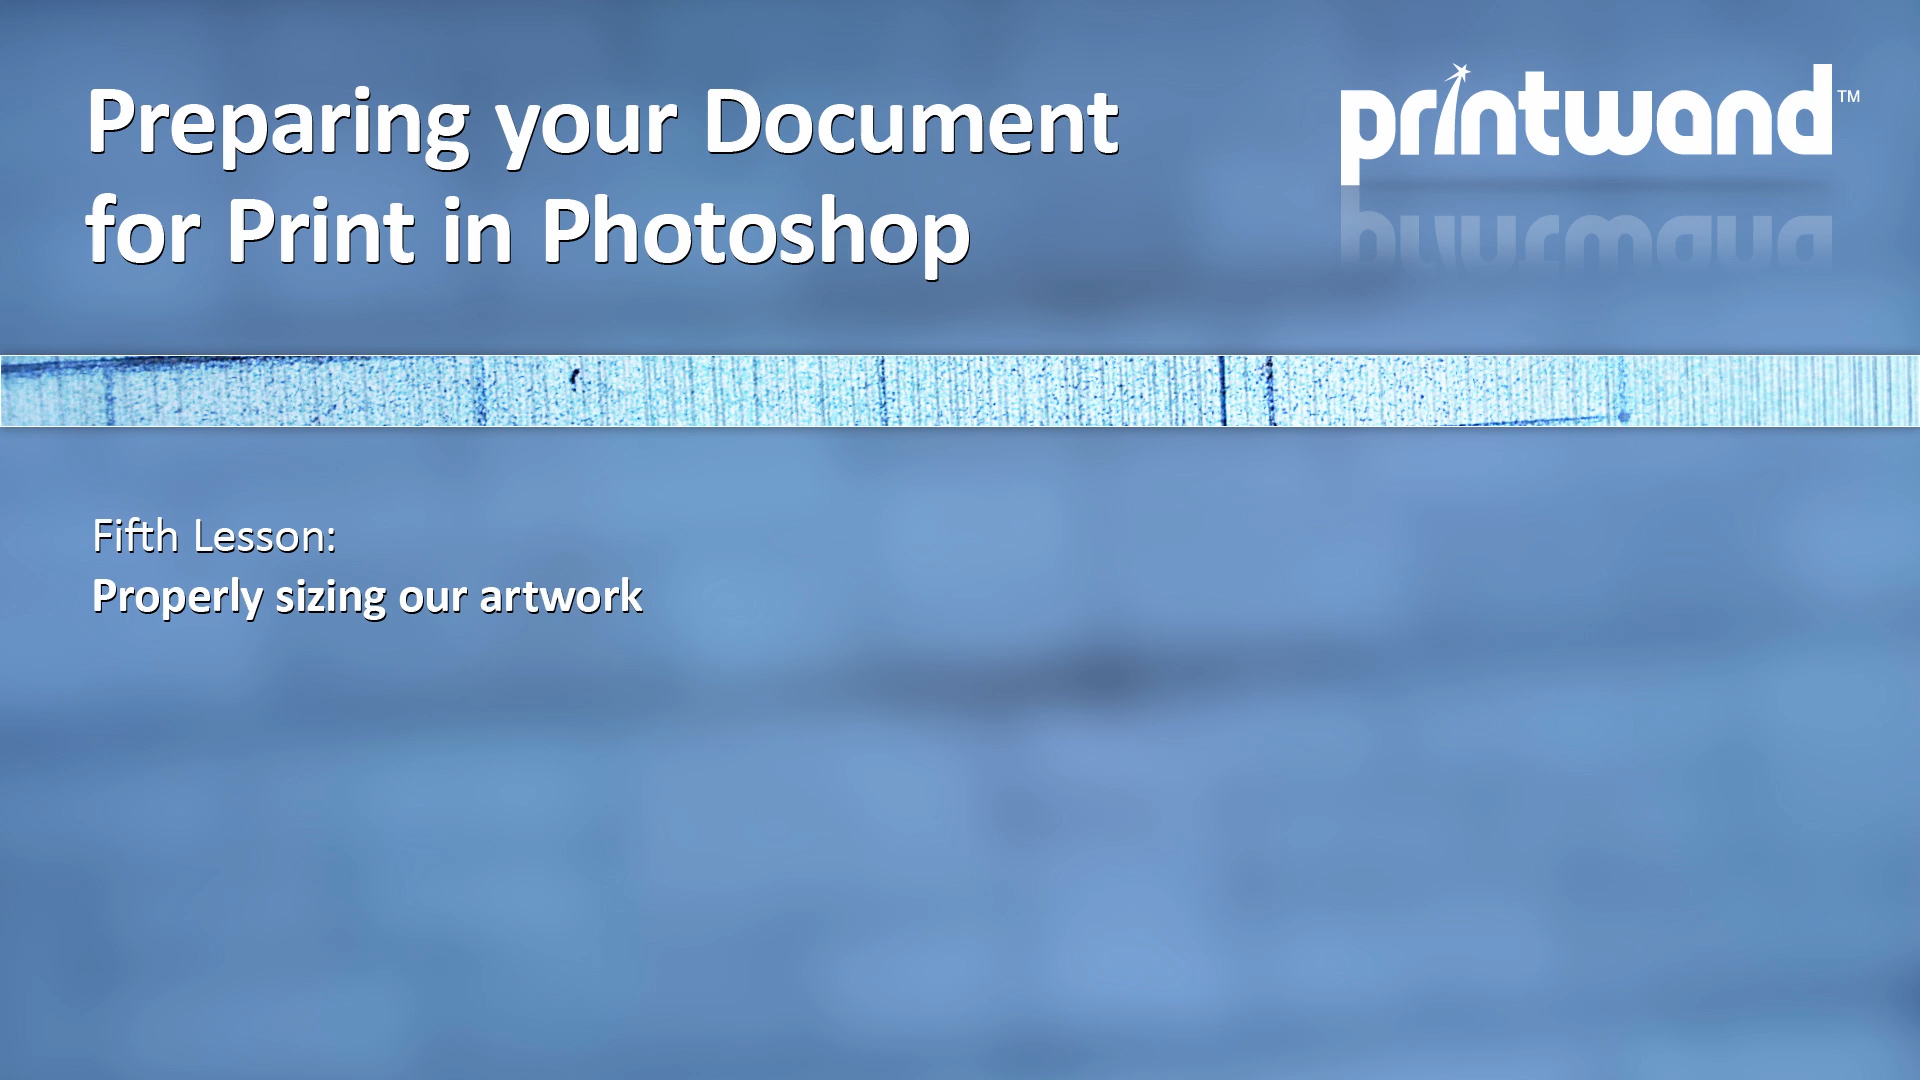 Preparing your Document
for Print in Photoshop
printwand™
Fifth Lesson:
Properly sizing our artwork